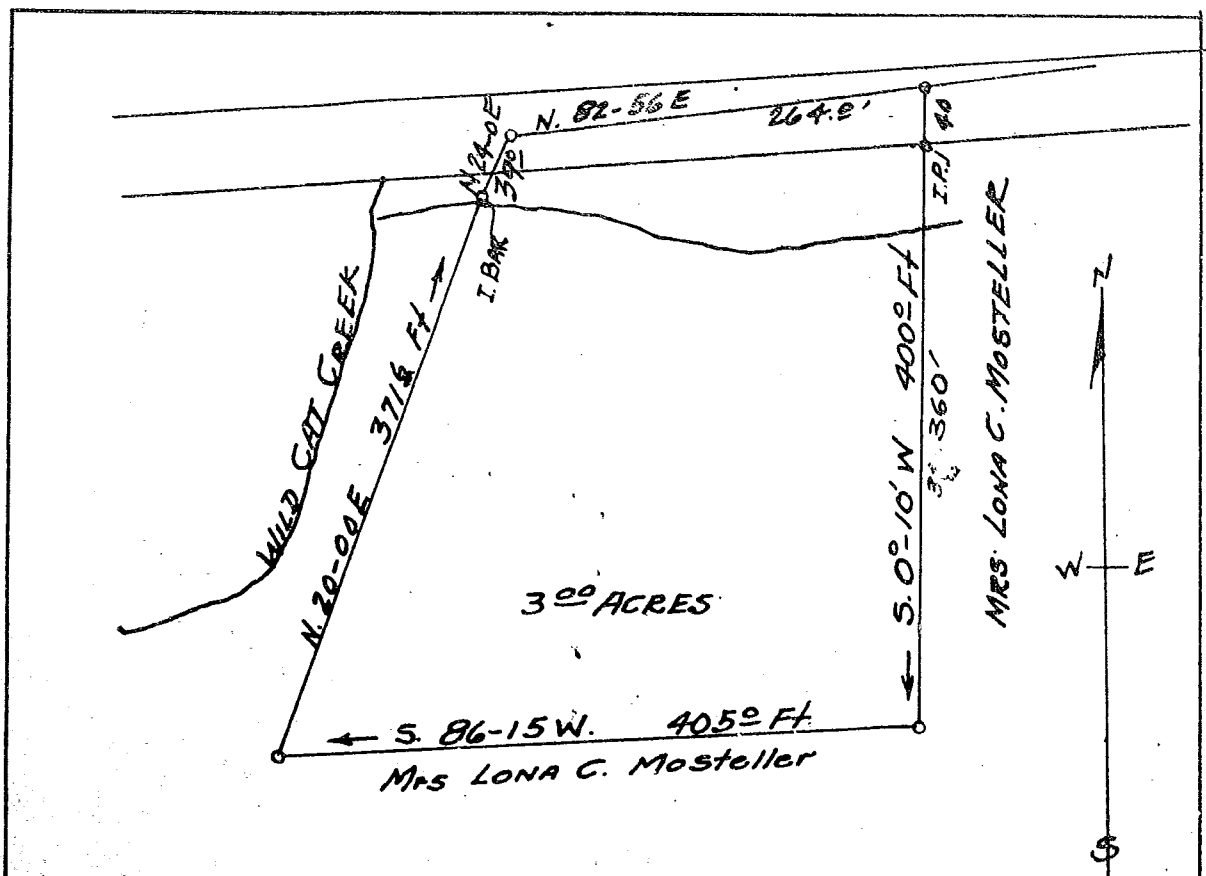 N. 82-56 E 264.0'
N 24-0E
39.0
40
I.P.
I. BAR
WILD CAT CREEK
N. 20-00E 371.6 Ft
S. 0°-10' W 400.0 Ft
360'
MRS. LONA C. MOSTELLER
N
W E
S
3.00 ACRES
S. 86-15 W. 405.0 Ft
Mrs LONA C. Mosteller